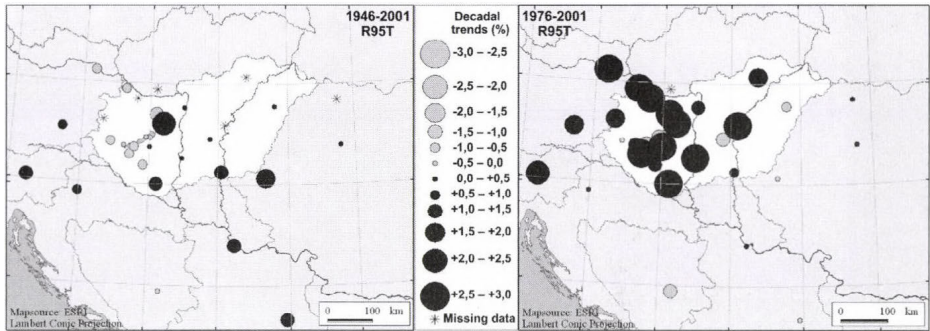 1946-2001
R95T
Mapsource: ESRI
Lambert Conic Projection
0 100 km
Decadal
trends (%)
-3,0 – -2,5
-2,5 – -2,0
-2,0 – -1,5
-1,5 – -1,0
-1,0 – -0,5
-0,5 – 0,0
0,0 – +0,5
+0,5 – +1,0
+1,0 – +1,5
+1,5 – +2,0
+2,0 – +2,5
+2,5 – +3,0
Missing data
1976-2001
R95T
Mapsource: ESRI
Lambert Conic Projection
0 100 km